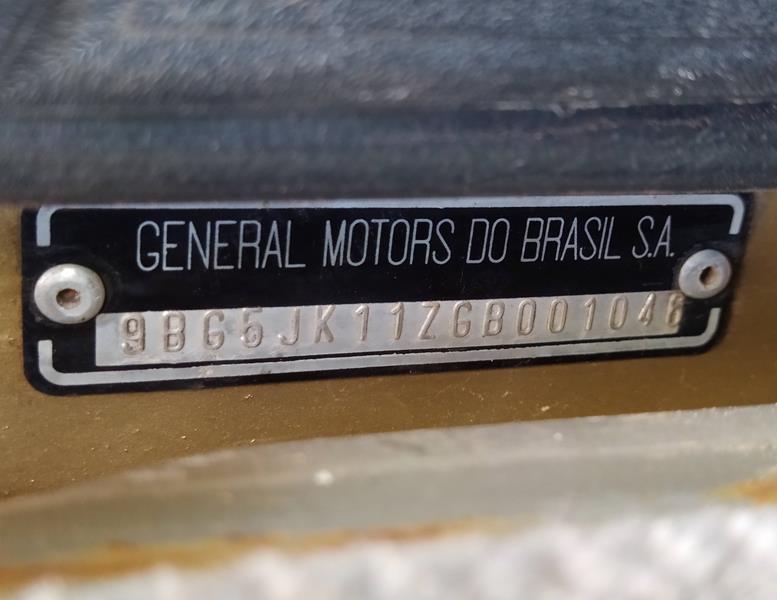 GENERAL MOTORS DO BRASIL S.A.
9BG5JK11ZGB001046